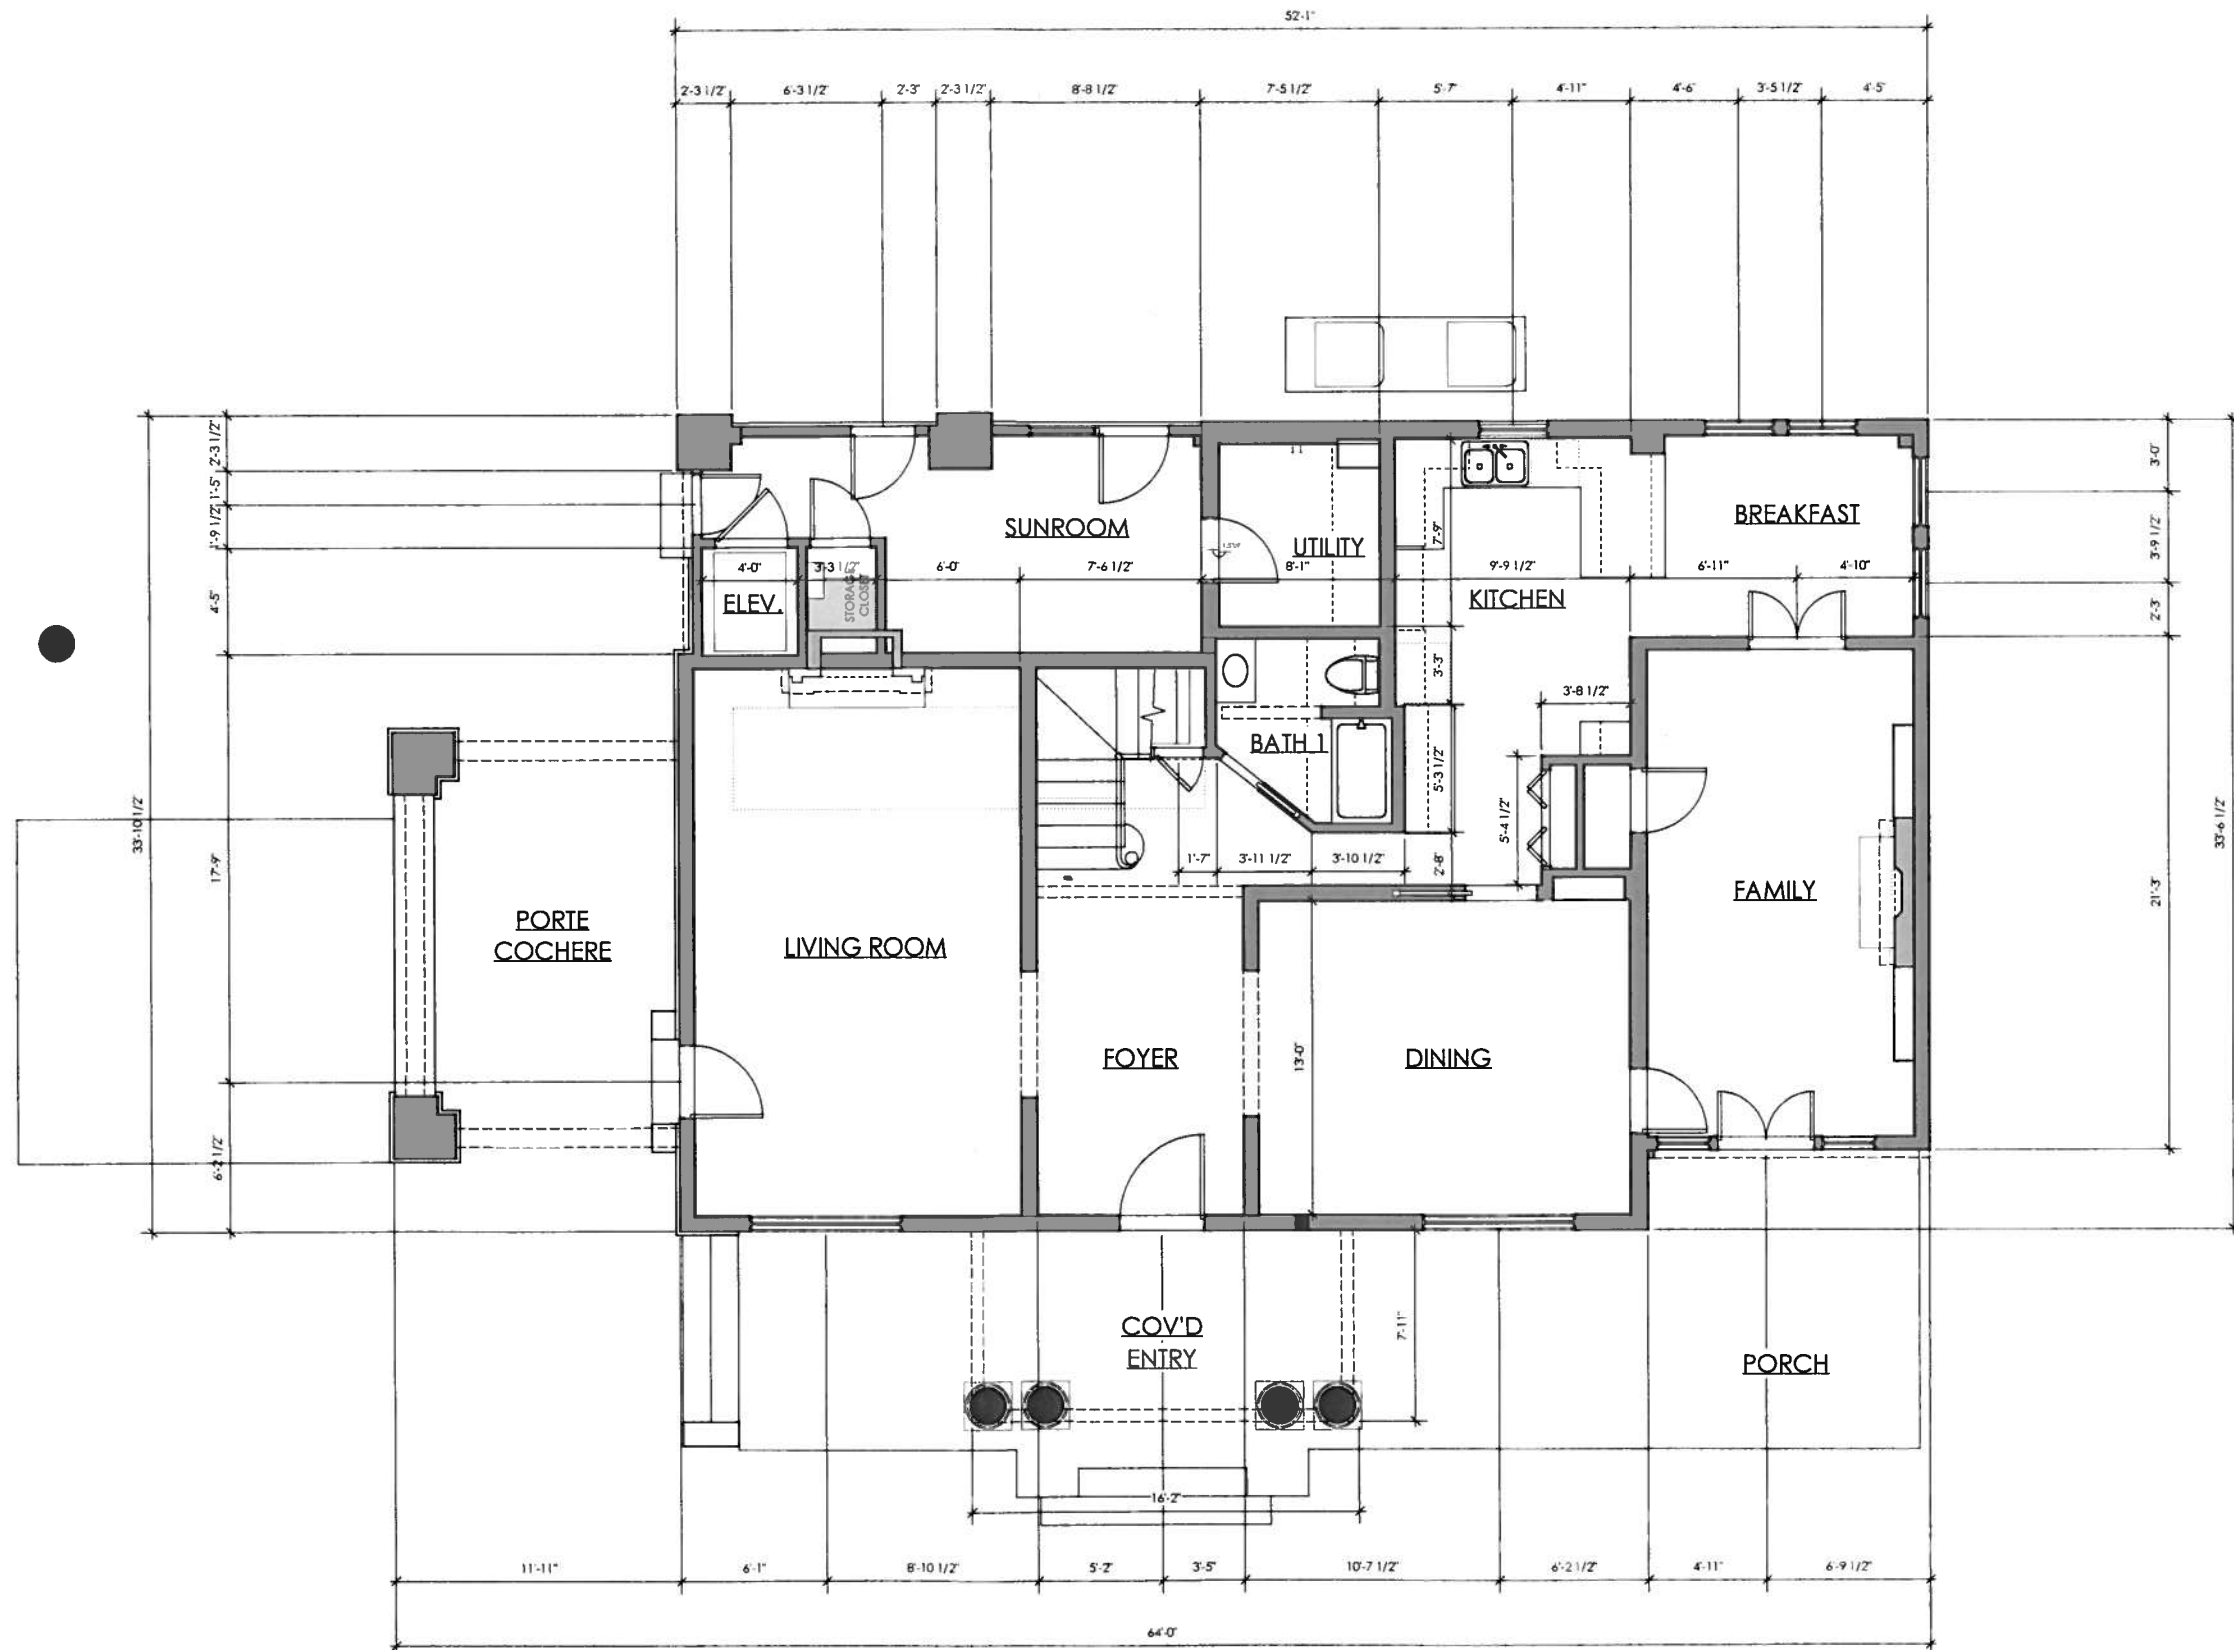 52'-1"
2'-3 1/2" 6'-3 1/2" 2'-3" 2'-3 1/2" 8'-8 1/2" 7'-5 1/2" 5'-7" 4'-11" 4'-6" 3'-5 1/2" 4'-5"
2'-3 1/2"
1'-5"
1'-9 1/2"
4'-5"
33'-10 1/2"
17'-9"
6'-2 1/2"
SUNROOM
UTILITY
BREAKFAST
7'-9"
4'-0" 3'-3 1/2" 6'-0" 7'-6 1/2" 8'-1" 9'-9 1/2" 6'-11" 4'-10"
ELEV.
STORAGE
CLOSET
KITCHEN
3'-0"
3'-9 1/2"
2'-3"
3'-3"
3'-8 1/2"
BATH 1
5'-3 1/2"
5'-4 1/2"
1'-7" 3'-11 1/2" 3'-10 1/2"
2'-8"
33'-6 1/2"
21'-3"
PORTE
COCHERE
LIVING ROOM
FAMILY
FOYER
13'-0"
DINING
COV'D
ENTRY
7'-11"
PORCH
16'-2"
11'-11" 6'-1" 8'-10 1/2" 5'-2" 3'-5" 10'-7 1/2" 6'-2 1/2" 4'-11" 6'-9 1/2"
64'-0"